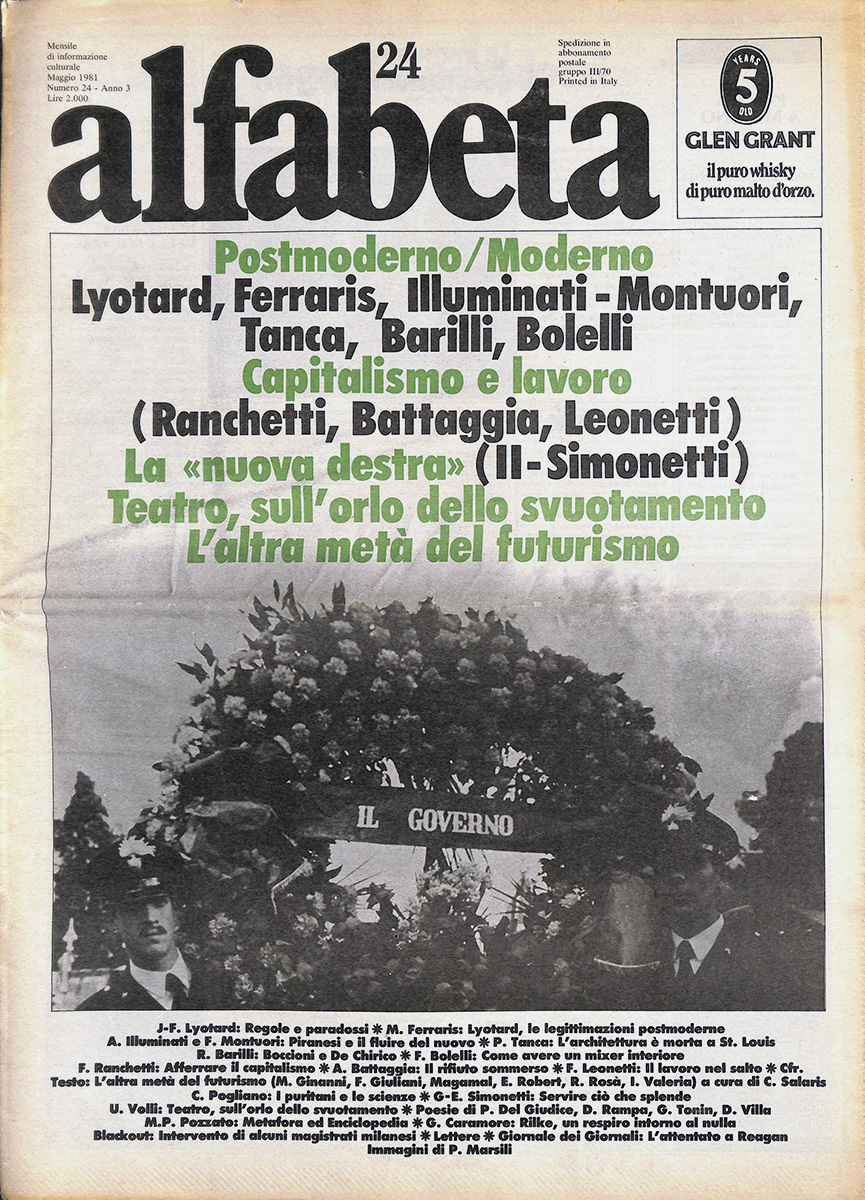 Mensile
di informazione
culturale
Maggio 1981
Numero 24 - Anno 3
Lire 2.000
alfabeta
24
Spedizione in
abbonamento
postale
gruppo III/70
Printed in Italy
YEARS
5
OLD
GLEN GRANT
il puro whisky
di puro malto d'orzo.
Postmoderno/Moderno
Lyotard, Ferraris, Illuminati - Montuori,
Tanca, Barilli, Bolelli
Capitalismo e lavoro
(Ranchetti, Battaggia, Leonetti)
La «nuova destra» (II-Simonetti)
Teatro, sull'orlo dello svuotamento
L'altra metà del futurismo
IL GOVERNO
J-F. Lyotard: Regole e paradossi ✳ M. Ferraris: Lyotard, le legittimazioni postmoderne
A. Illuminati e F. Montuori: Piranesi e il fluire del nuovo ✳ P. Tanca: L'architettura è morta a St. Louis
R. Barilli: Boccioni e De Chirico ✳ F. Bolelli: Come avere un mixer interiore
F. Ranchetti: Afferrare il capitalismo ✳ A. Battaggia: Il rifiuto sommerso ✳ F. Leonetti: Il lavoro nel salto ✳ Cfr.
Testo: L'altra metà del futurismo (M. Ginanni, F. Giuliani, Magamal, E. Robert, R. Rosà, I. Valeria) a cura di C. Salaris
C. Pogliano: I puritani e le scienze ✳ G-E. Simonetti: Servire ciò che splende
U. Volli: Teatro, sull'orlo dello svuotamento ✳ Poesie di P. Del Giudice, D. Rampa, G. Tonin, D. Villa
M.P. Pozzato: Metafora ed Enciclopedia ✳ G. Caramore: Rilke, un respiro intorno al nulla
Blackout: Intervento di alcuni magistrati milanesi ✳ Lettere ✳ Giornale dei Giornali: L'attentato a Reagan
Immagini di P. Marsili